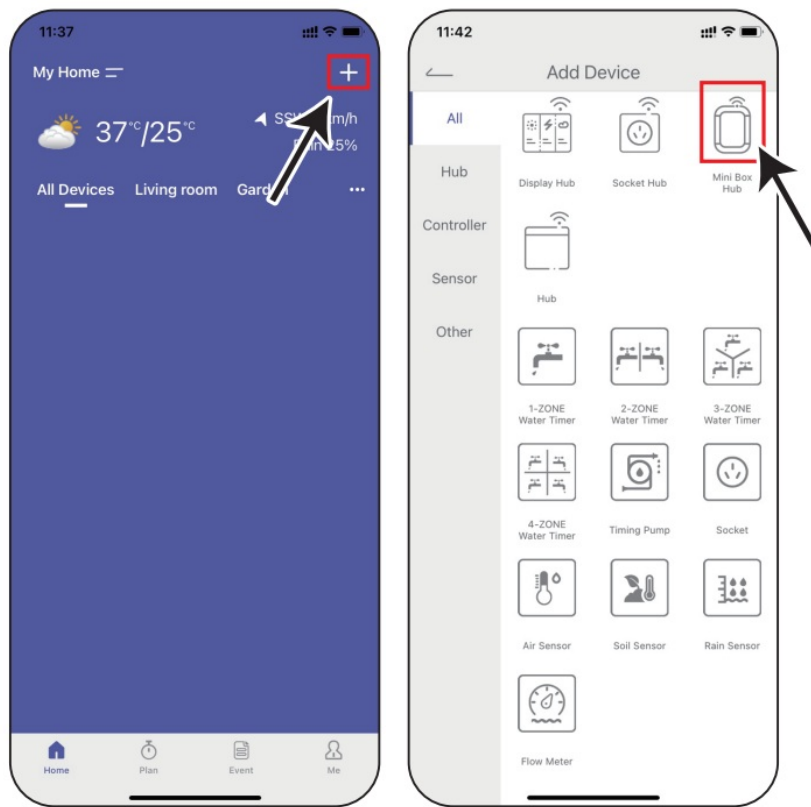 11:37
My Home
37°C/25°C
km/h
25%
All Devices Living room
Home Plan Event Me
11:42
Add Device
All
Hub
Controller
Sensor
Other
Display Hub
Socket Hub
Mini Box
Hub
Hub
1-ZONE
Water Timer
2-ZONE
Water Timer
3-ZONE
Water Timer
4-ZONE
Water Timer
Timing Pump
Socket
Air Sensor
Soil Sensor
Rain Sensor
Flow Meter